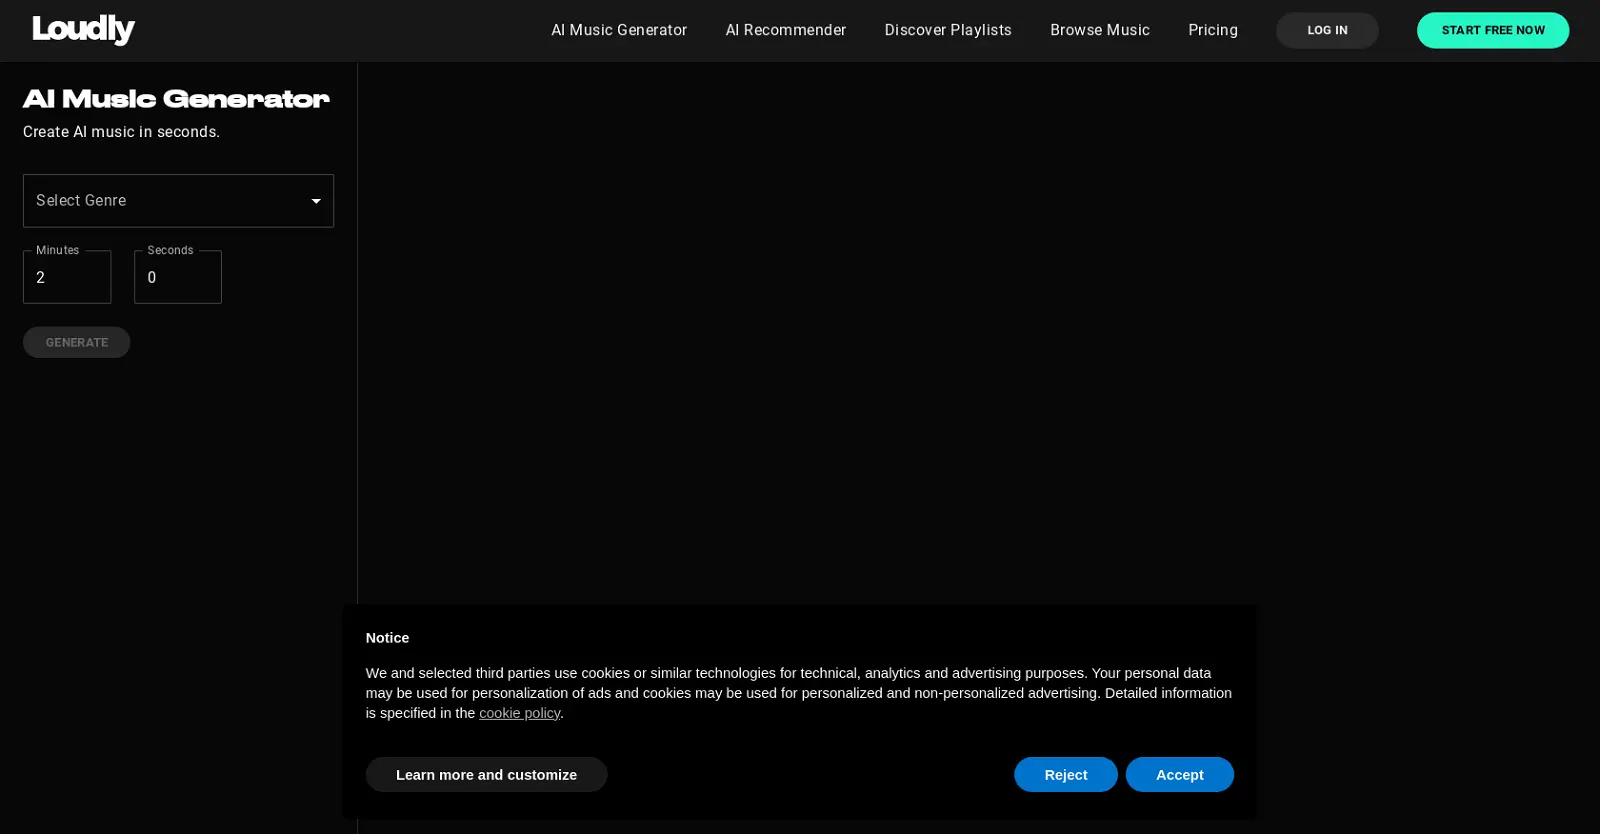 Loudly
AI Music Generator
AI Recommender
Discover Playlists
Browse Music
Pricing
LOG IN
START FREE NOW
AI Music Generator
Create AI music in seconds.
Select Genre
Minutes
Seconds
2
0
GENERATE
Notice
We and selected third parties use cookies or similar technologies for technical, analytics and advertising purposes. Your personal data
may be used for personalization of ads and cookies may be used for personalized and non-personalized advertising. Detailed information
is specified in the cookie policy.
Learn more and customize
Reject
Accept